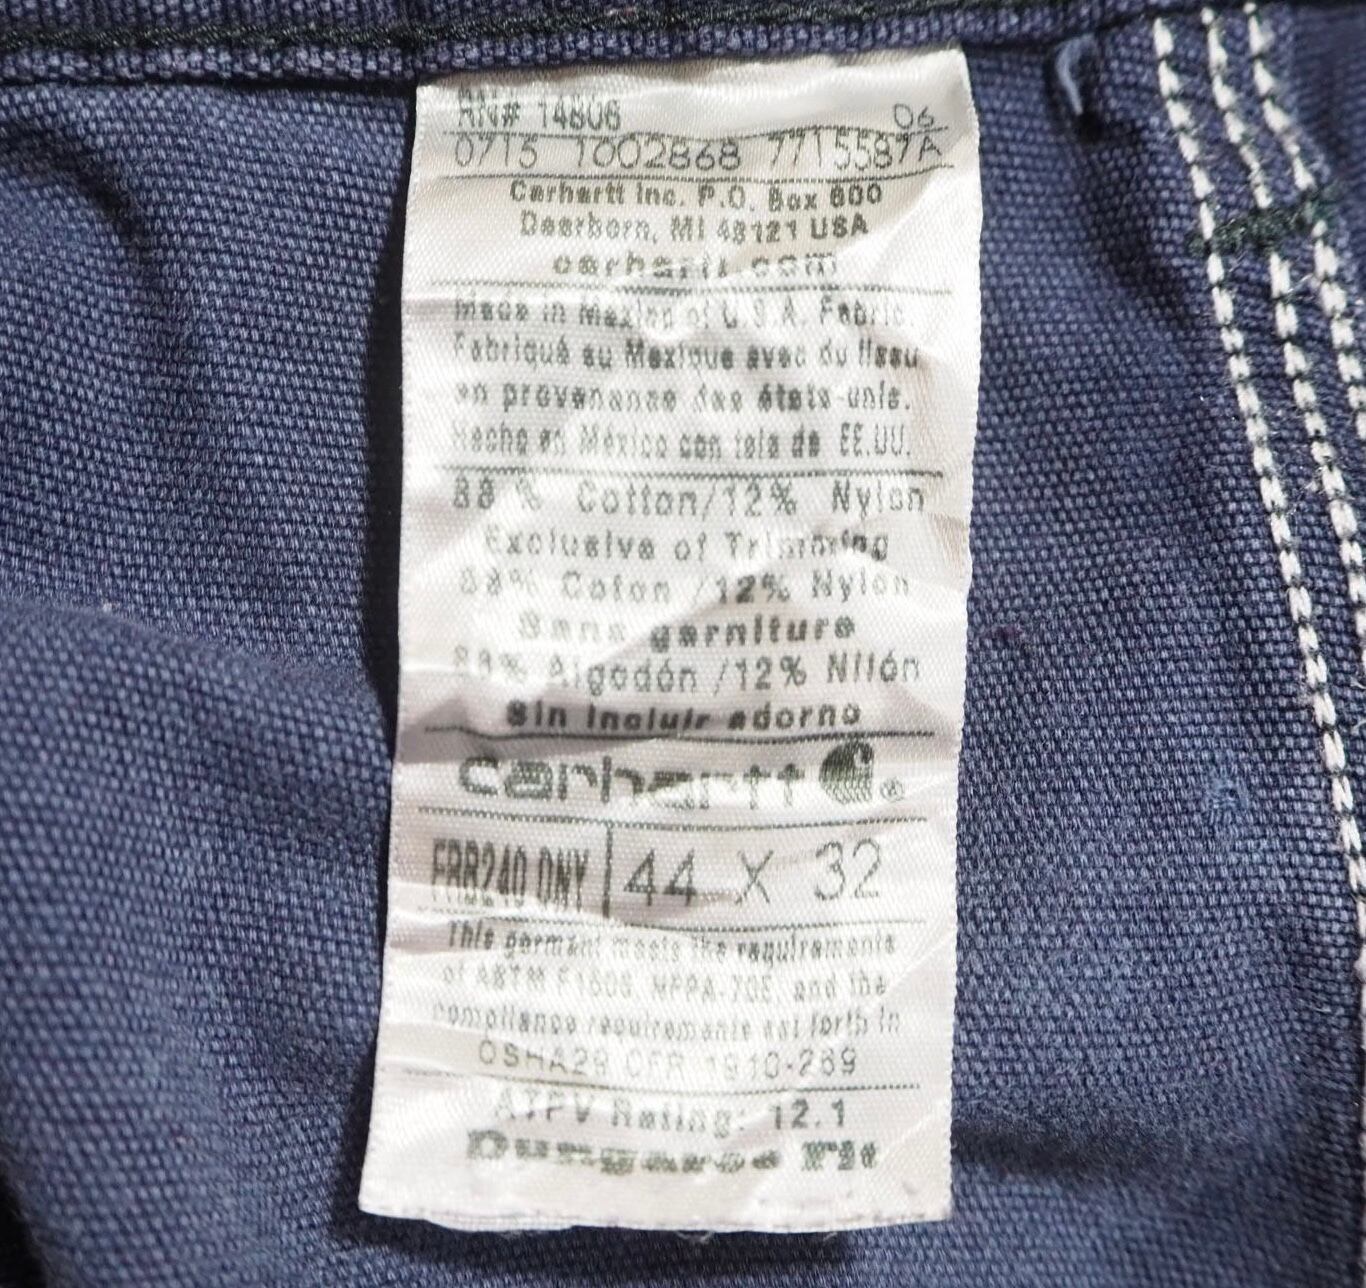 RN# 14806 06
0715 1002868 7715587A
Carhartt Inc. P.O. Box 600
Dearborn, MI 48121 USA
carhartt.com
Made in Mexico of U.S.A. Fabric.
Fabriqué au Mexique avec du tissu
en provenance des états-unis.
Hecho en México con tela de EE.UU.
88% Cotton/12% Nylon
Exclusive of Trimming
88% Coton /12% Nylon
Sans garniture
88% Algodón /12% Nilón
Sin incluir adorno
carhartt ®
FRB240 DNY 44 X 32
This garment meets the requirements
of ASTM F1506, NFPA-70E, and the
compliance requirements set forth in
OSHA29 CFR 1910-269
ATPV Rating: 12.1
Dungaree Fit